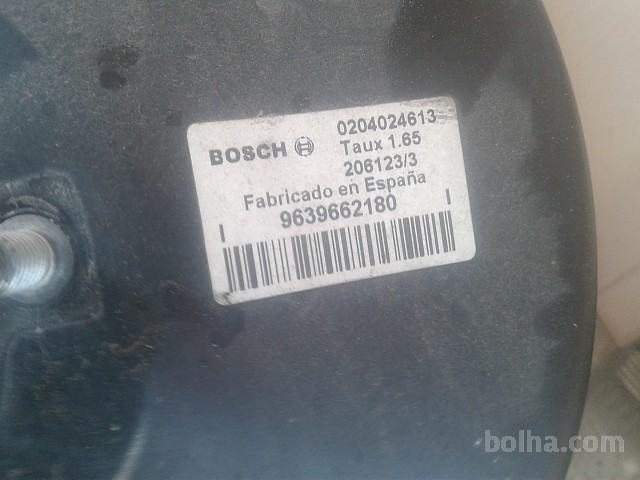 BOSCH
0204024613
Taux 1.65
206123/3
Fabricado en España
9639662180
bolha.com